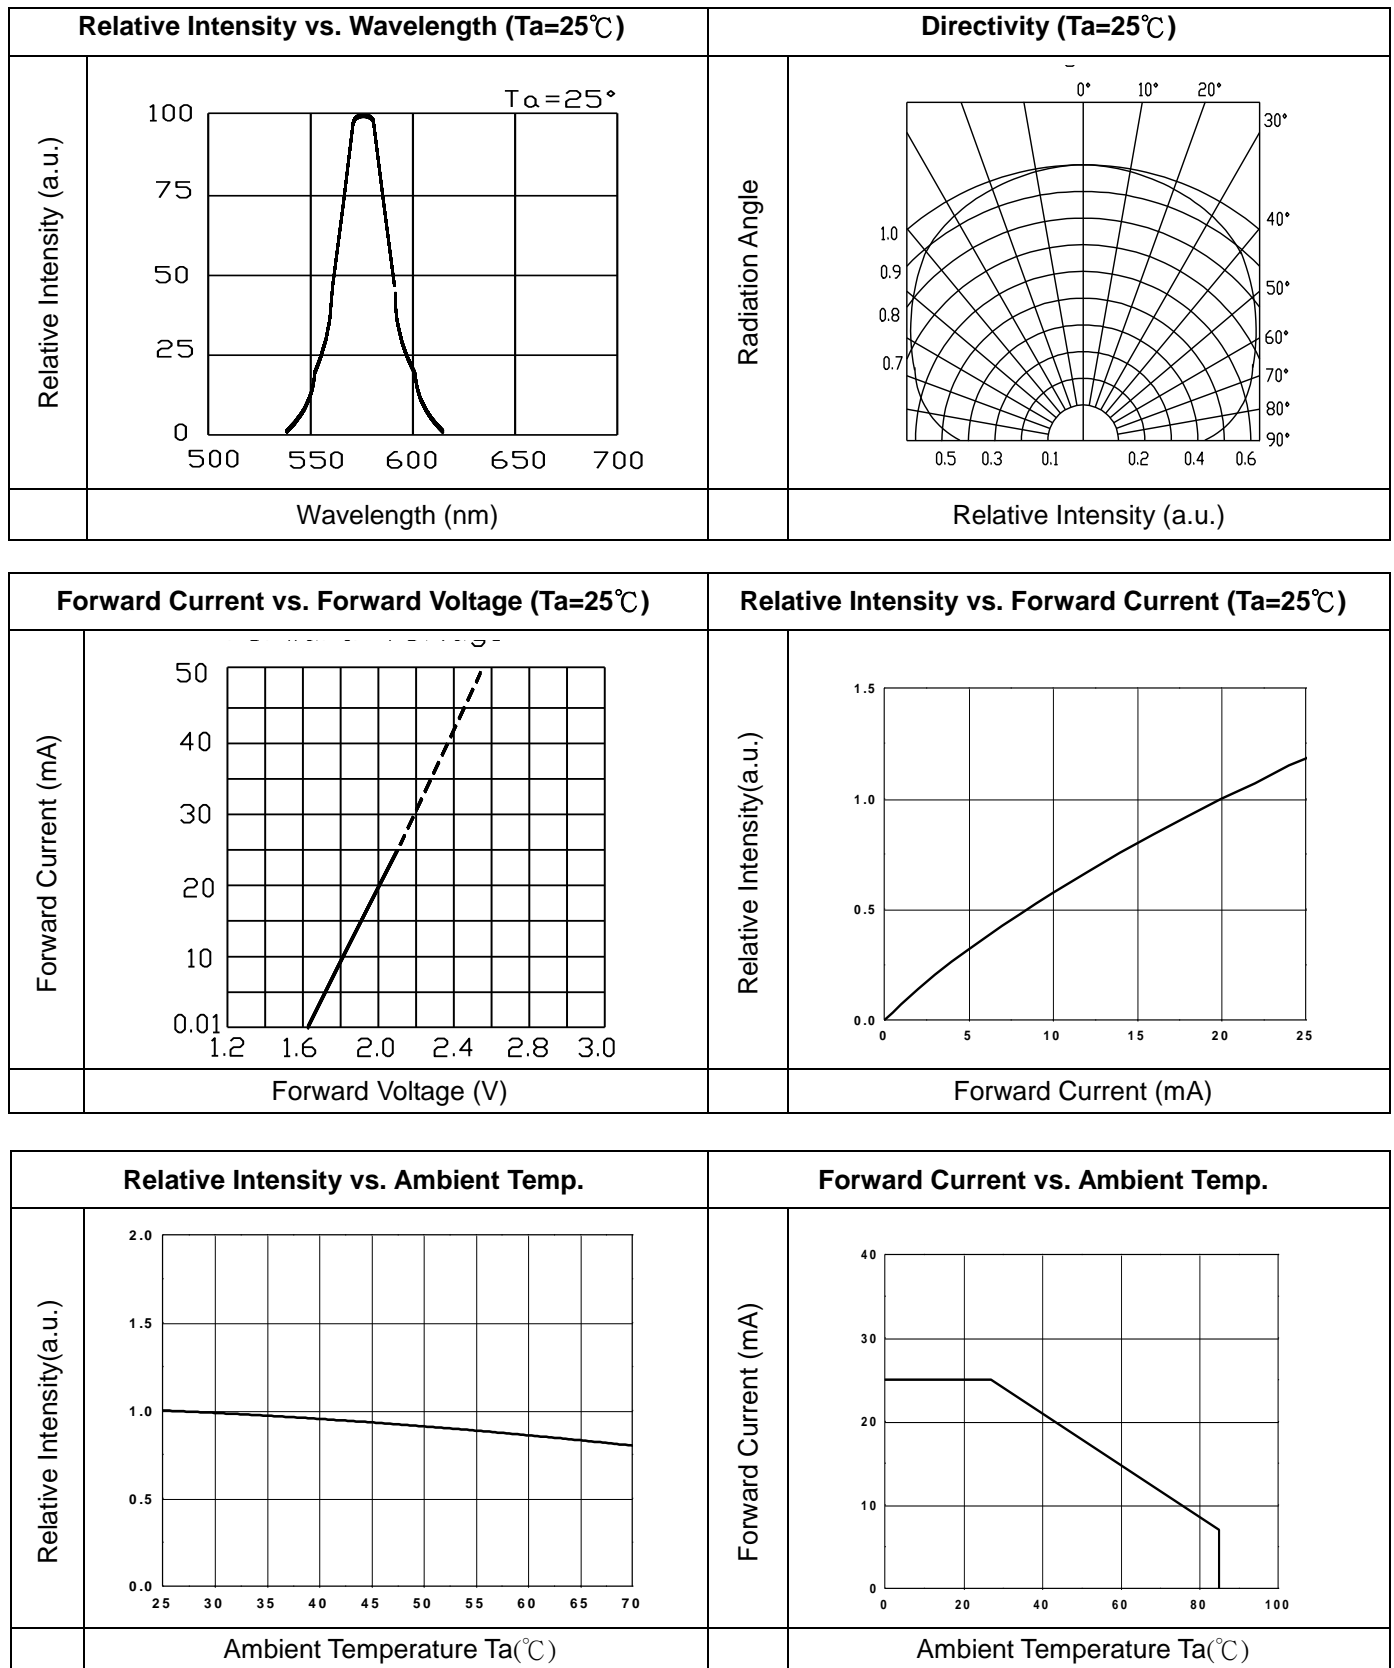 Relative Intensity vs. Wavelength (Ta=25℃)
Directivity (Ta=25℃)
Relative Intensity (a.u.)
Ta=25°
100
75
50
25
0
500 550 600 650 700
Wavelength (nm)
Radiation Angle
0° 10° 20°
30°
40°
50°
60°
70°
80°
90°
1.0
0.9
0.8
0.7
0.5 0.3 0.1 0.2 0.4 0.6
Relative Intensity (a.u.)
Forward Current vs. Forward Voltage (Ta=25℃)
Relative Intensity vs. Forward Current (Ta=25℃)
Forward Current (mA)
50
40
30
20
10
0.01
1.2 1.6 2.0 2.4 2.8 3.0
Forward Voltage (V)
Relative Intensity(a.u.)
1.5
1.0
0.5
0.0
0 5 10 15 20 25
Forward Current (mA)
Relative Intensity vs. Ambient Temp.
Forward Current vs. Ambient Temp.
Relative Intensity(a.u.)
2.0
1.5
1.0
0.5
0.0
25 30 35 40 45 50 55 60 65 70
Ambient Temperature Ta(℃)
Forward Current (mA)
40
30
20
10
0
0 20 40 60 80 100
Ambient Temperature Ta(℃)